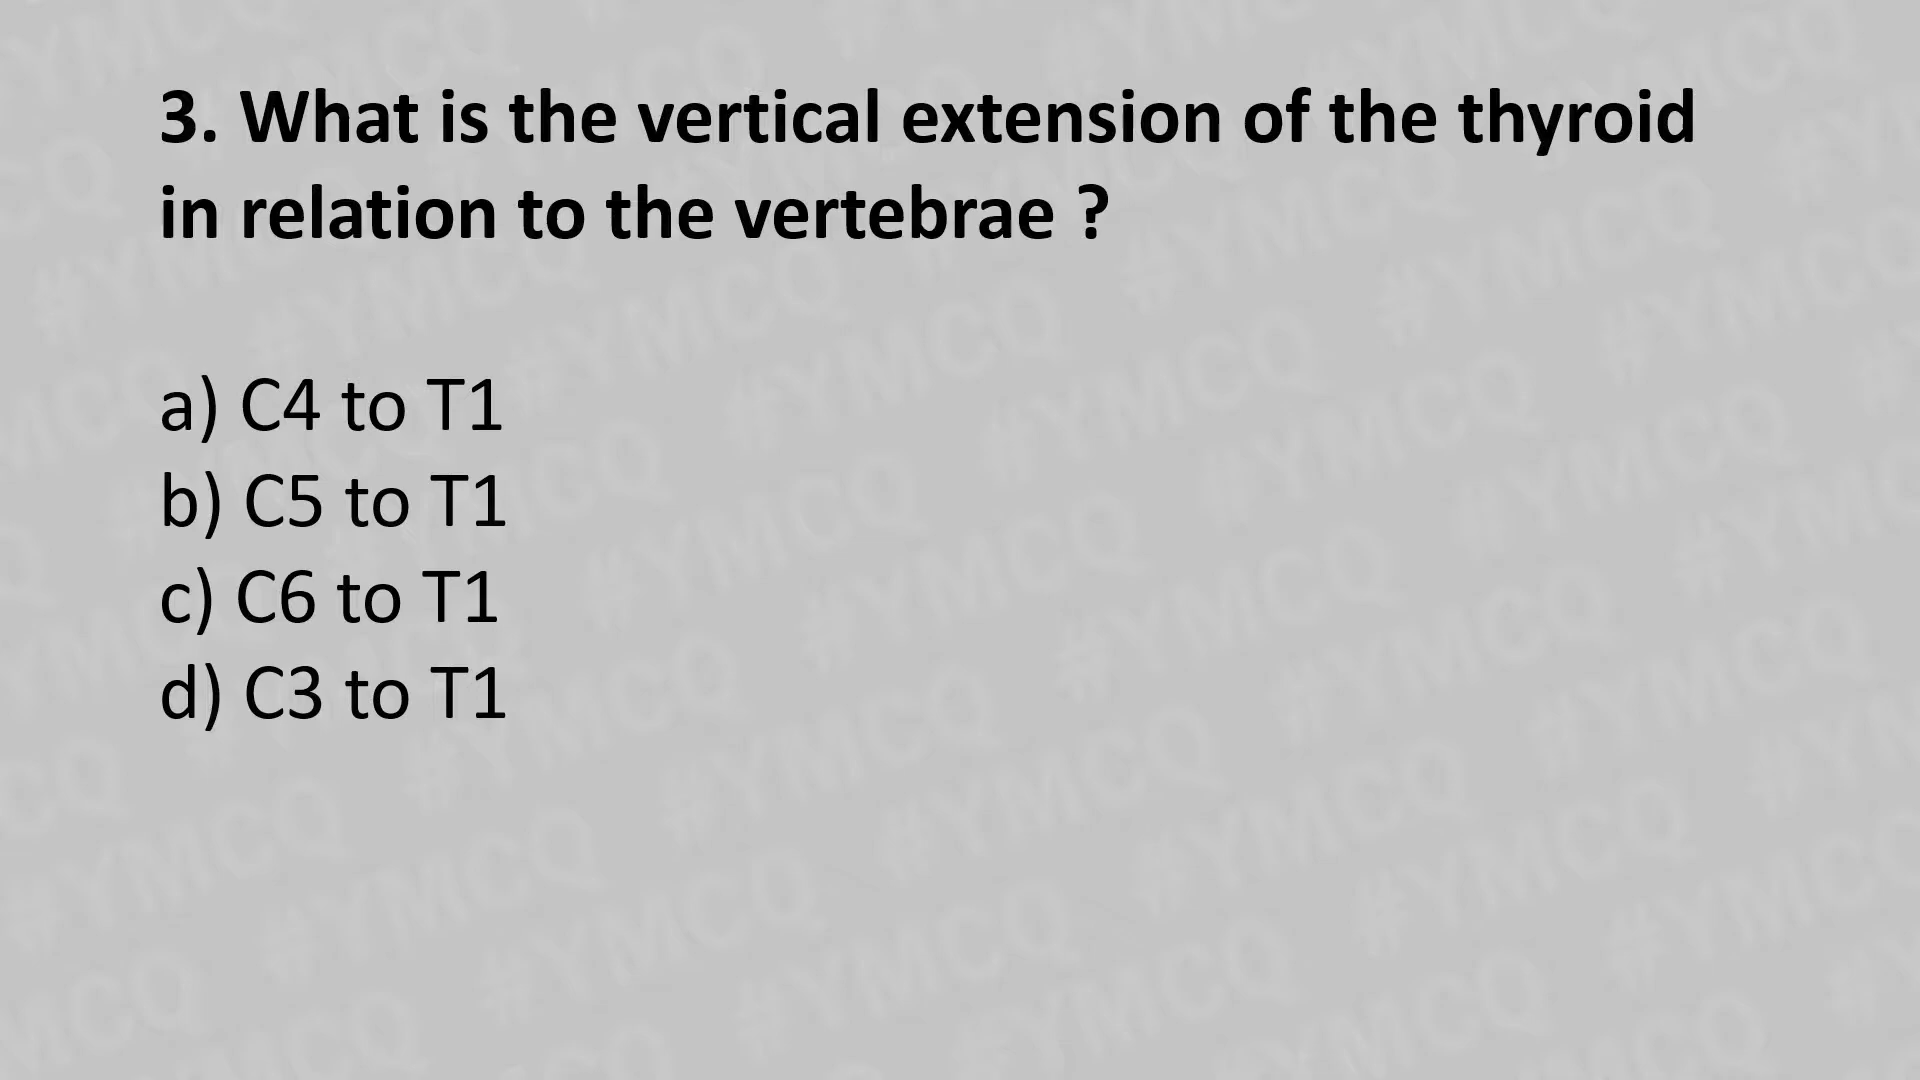 3. What is the vertical extension of the thyroid
in relation to the vertebrae ?
a) C4 to T1
b) C5 to T1
c) C6 to T1
d) C3 to T1
#YMCQ